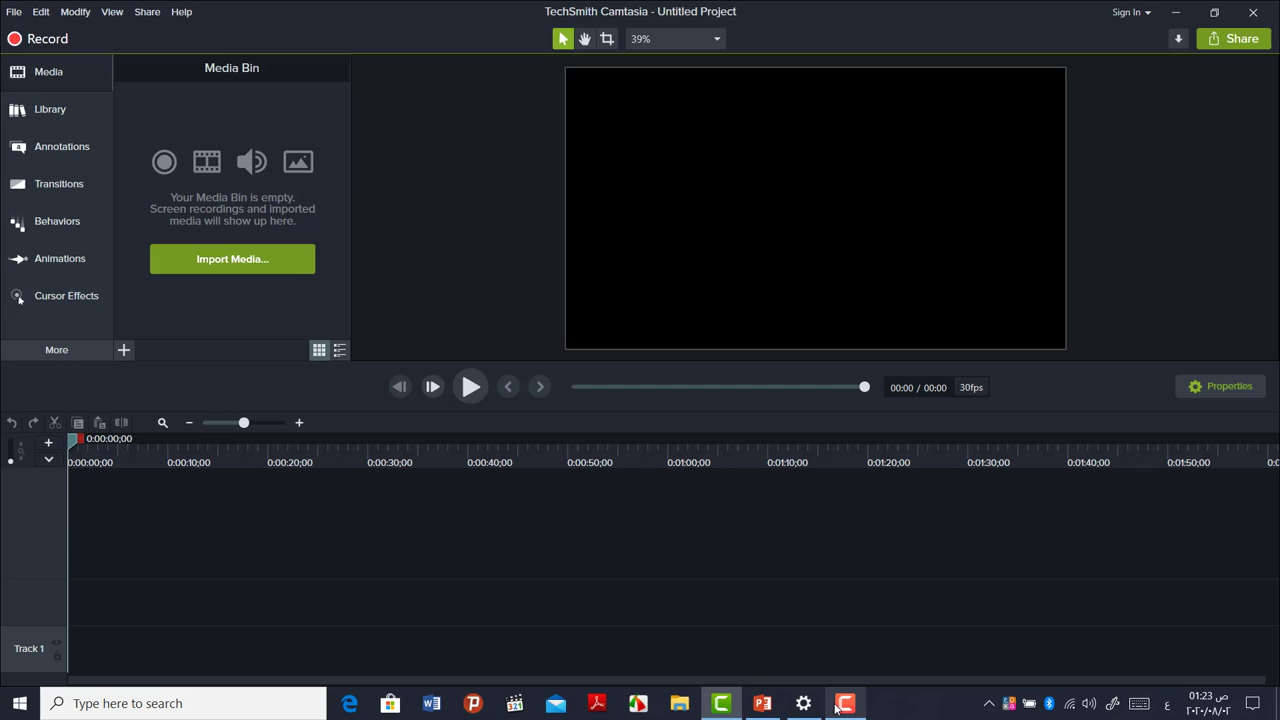 File Edit Modify View Share Help
TechSmith Camtasia - Untitled Project
Sign In
Record
39%
Share
Media
Media Bin
Library
Annotations
Transitions
Behaviors
Animations
Cursor Effects
Your Media Bin is empty.
Screen recordings and imported
media will show up here.
Import Media...
More
00:00 / 00:00 30fps
Properties
0:00:00;00
0:00:00;00 0:00:10;00 0:00:20;00 0:00:30;00 0:00:40;00 0:00:50;00 0:01:00;00 0:01:10;00 0:01:20;00 0:01:30;00 0:01:40;00 0:01:50;00
Track 1
Type here to search
321
ع
01:23 ص
٢٠٢٠/٠٨/٠٢